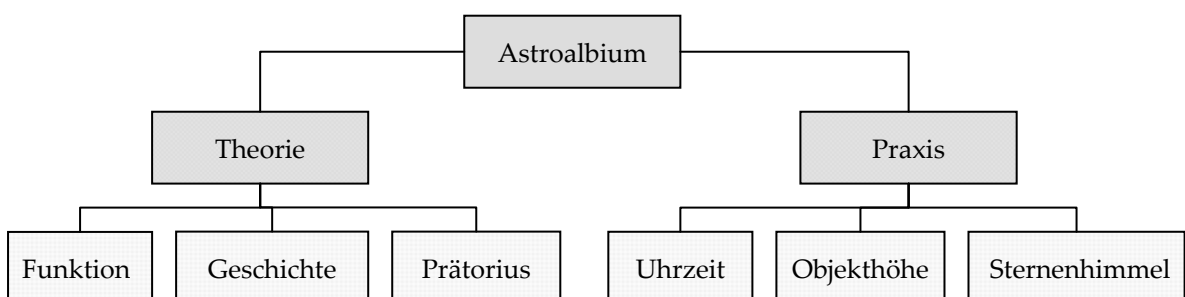 Astroalbium
Theorie
Praxis
Funktion
Geschichte
Prätorius
Uhrzeit
Objekthöhe
Sternenhimmel